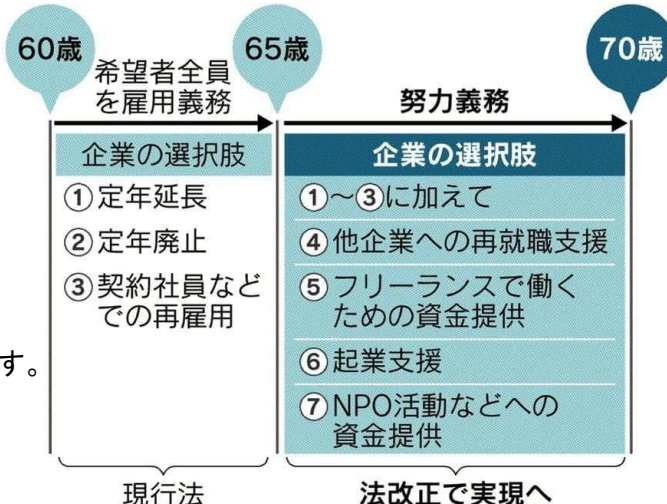 60歳
65歳
70歳
希望者全員
を雇用義務
努力義務
企業の選択肢
①定年延長
②定年廃止
③契約社員など
での再雇用
企業の選択肢
①～③に加えて
④他企業への再就職支援
⑤フリーランスで働く
ための資金提供
⑥起業支援
⑦NPO活動などへの
資金提供
す。
現行法
法改正で実現へ